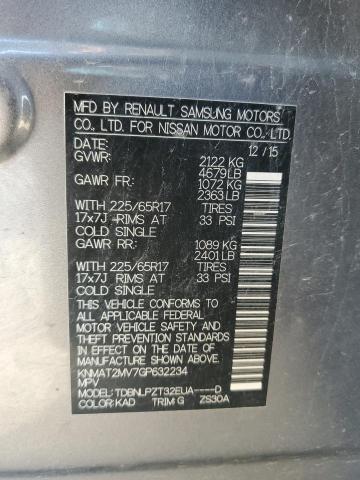 MFD BY RENAULT SAMSUNG MOTORS
CO., LTD. FOR NISSAN MOTOR CO., LTD.
DATE: 12 / 15
GVWR: 2122 KG
4679 LB
GAWR FR: 1072 KG
2363 LB
WITH 225/65R17 TIRES
17x7J -RIMS AT 33 PSI
COLD SINGLE
GAWR RR: 1089 KG
2401 LB
WITH 225/65R17 TIRES
17x7J -RIMS AT 33 PSI
COLD SINGLE
THIS VEHICLE CONFORMS TO
ALL APPLICABLE FEDERAL
MOTOR VEHICLE SAFETY AND
THEFT PREVENTION STANDARDS
IN EFFECT ON THE DATE OF
MANUFACTURE SHOWN ABOVE.
KNMAT2MV7GP632234
MPV
MODEL: TDBNLPZT32EUA----D
COLOR: KAD TRIM: G ZS30A